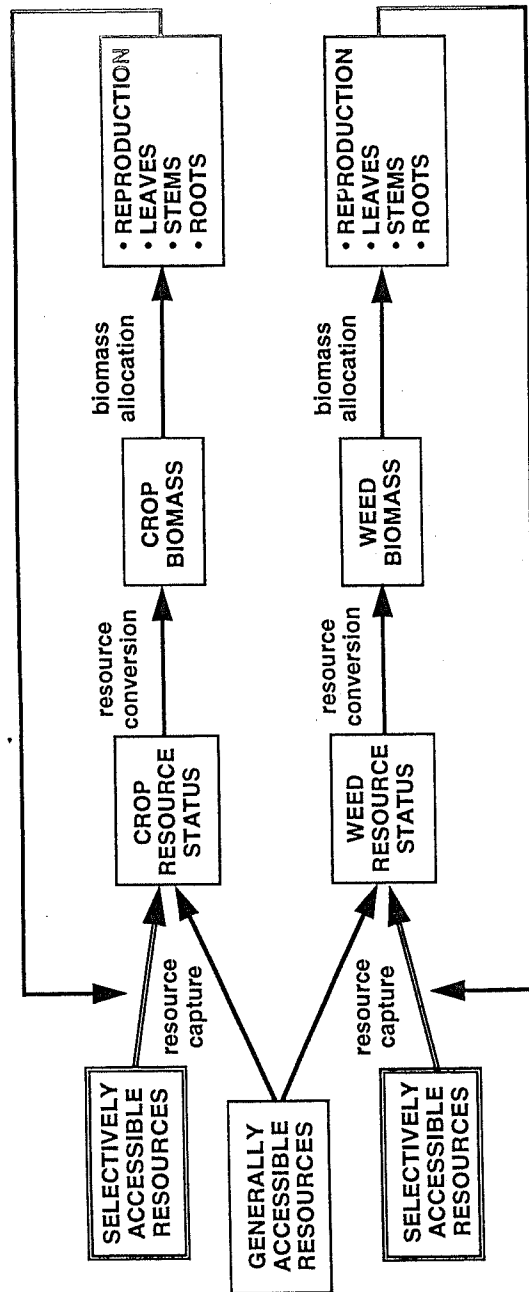 SELECTIVELY
ACCESSIBLE
RESOURCES
resource
capture
CROP
RESOURCE
STATUS
resource
conversion
CROP
BIOMASS
biomass
allocation
• REPRODUCTION
• LEAVES
• STEMS
• ROOTS
GENERALLY
ACCESSIBLE
RESOURCES
SELECTIVELY
ACCESSIBLE
RESOURCES
resource
capture
WEED
RESOURCE
STATUS
resource
conversion
WEED
BIOMASS
biomass
allocation
• REPRODUCTION
• LEAVES
• STEMS
• ROOTS